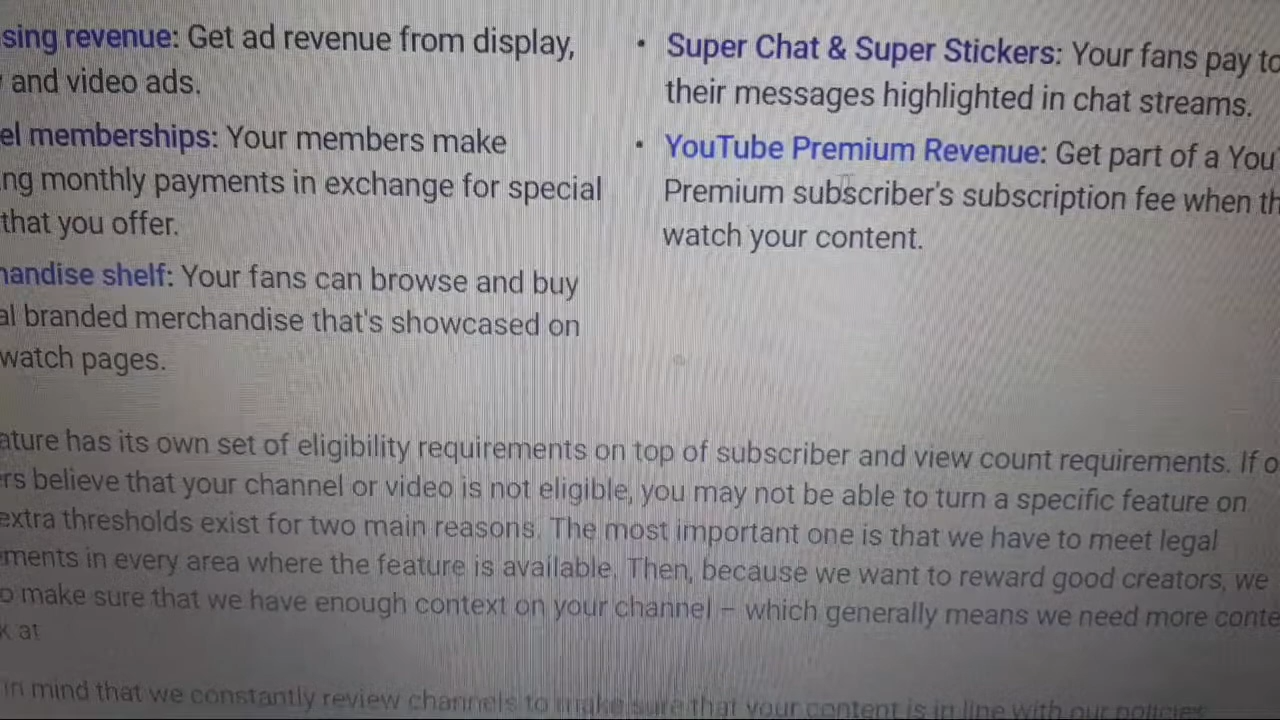 sing revenue: Get ad revenue from display,
and video ads.
el memberships: Your members make
ng monthly payments in exchange for special
that you offer.
andise shelf: Your fans can browse and buy
al branded merchandise that's showcased on
watch pages.
• Super Chat & Super Stickers: Your fans pay to
their messages highlighted in chat streams.
• YouTube Premium Revenue: Get part of a You
Premium subscriber's subscription fee when th
watch your content.
ature has its own set of eligibility requirements on top of subscriber and view count requirements. If o
rs believe that your channel or video is not eligible, you may not be able to turn a specific feature on
extra thresholds exist for two main reasons. The most important one is that we have to meet legal
ments in every area where the feature is available. Then, because we want to reward good creators, we
o make sure that we have enough context on your channel – which generally means we need more conte
k at
in mind that we constantly review channels to make sure that your content is in line with our policies